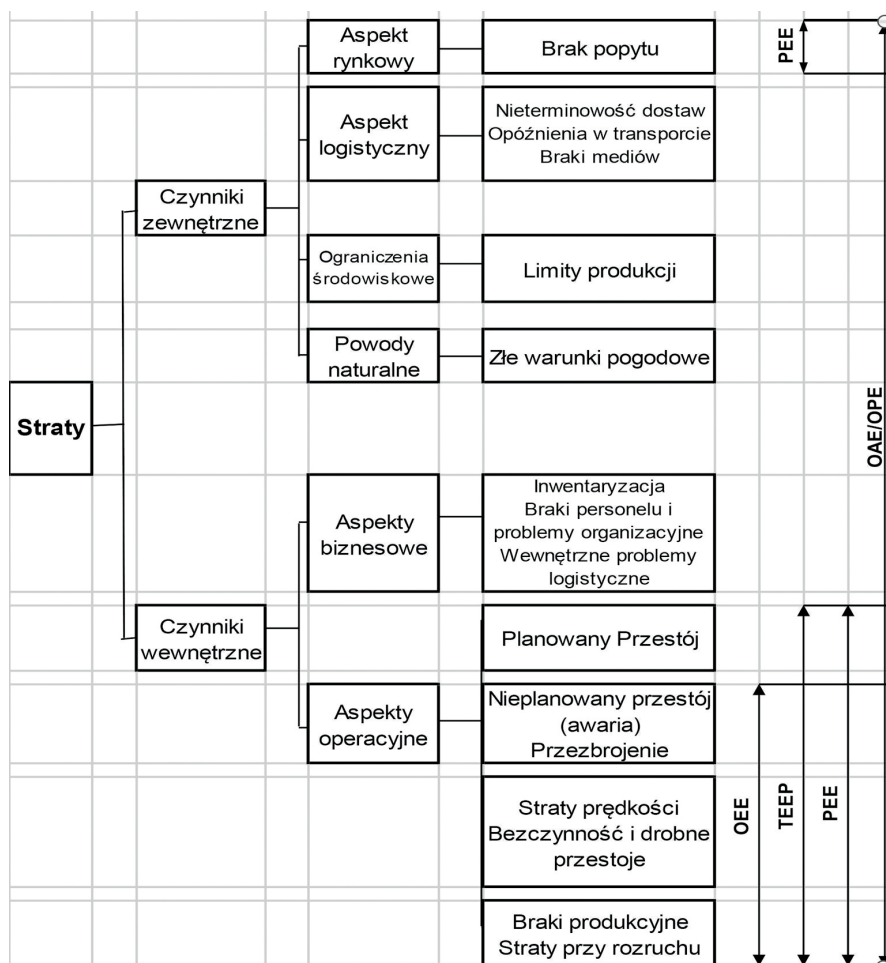 Aspekt
rynkowy
Brak popytu
PEE
Aspekt
logistyczny
Nieterminowość dostaw
Opóźnienia w transporcie
Braki mediów
Czynniki
zewnętrzne
Ograniczenia
środowiskowe
Limity produkcji
Powody
naturalne
Złe warunki pogodowe
Straty
OAE/OPE
Aspekty
biznesowe
Inwentaryzacja
Braki personelu i
problemy organizacyjne
Wewnętrzne problemy
logistyczne
Czynniki
wewnętrzne
Planowany Przestój
Aspekty
operacyjne
Nieplanowany przestój
(awaria)
Przezbrojenie
OEE
TEEP
PEE
Straty prędkości
Bezczynność i drobne
przestoje
Braki produkcyjne
Straty przy rozruchu